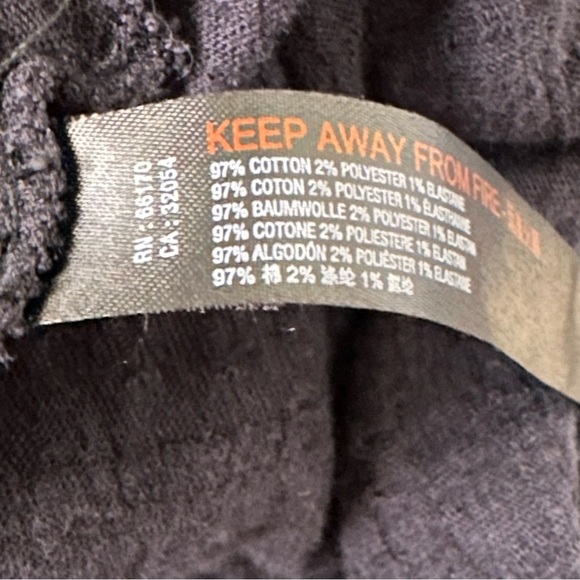 KEEP AWAY FROM FIRE -
97% COTTON 2% POLYESTER 1% ELASTANE
97% COTON 2% POLYESTER 1% ELASTHANNE
97% BAUMWOLLE 2% POLYESTER 1% ELASTAN
97% COTONE 2% POLIESTERE 1% ELASTAN
97% ALGODÓN 2% POLIÉSTER 1% ELASTANE
97% 棉 2% 涤纶 1% 氨纶
RN : 66170
CA : 32054